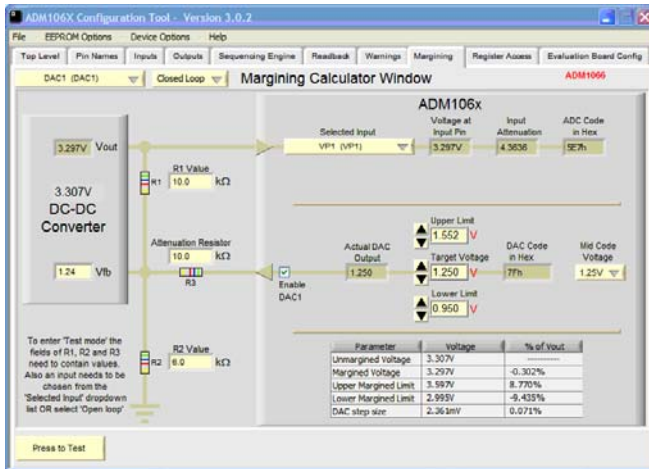 ADM106X Configuration Tool - Version 3.0.2
File EEPROM Options Device Options Help
Top Level Pin Names Inputs Outputs Sequencing Engine Readback Warnings Margining Register Access Evaluation Board Config
DAC1 (DAC1) Closed Loop Margining Calculator Window ADM1066
ADM106x
Selected Input Voltage at Input Pin Input Attenuation ADC Code in Hex
3.297V Vout VP1 (VP1) 3.297V 4.3636 5E7h
R1 Value
R1 10.0 kΩ
3.307V
DC-DC
Converter
Upper Limit
1.552 V
Attenuation Resistor Actual DAC Output Target Voltage DAC Code in Hex Mid Code Voltage
10.0 kΩ
1.24 Vfb R3 Enable DAC1 1.250 1.250 V 7Fh 1.25V
Lower Limit
0.950 V
To enter 'Test mode' the
fields of R1, R2 and R3
need to contain values.
Also an input needs to be
chosen from the
'Selected Input' dropdown
list OR select 'Open loop'
R2 Value
R2 6.0 kΩ
Parameter Voltage % of Vout
Unmargined Voltage 3.307V ----------
Margined Voltage 3.297V -0.302%
Upper Margined Limit 3.597V 8.770%
Lower Margined Limit 2.995V -9.435%
DAC step size 2.361mV 0.071%
Press to Test